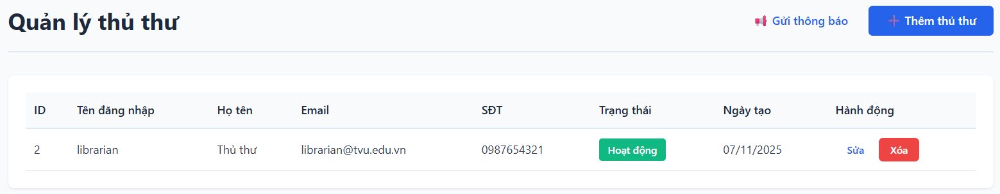 Quản lý thủ thư
Gửi thông báo
Thêm thủ thư
ID Tên đăng nhập Họ tên Email SĐT Trạng thái Ngày tạo Hành động
2 librarian Thủ thư librarian@tvu.edu.vn 0987654321 Hoạt động 07/11/2025 Sửa Xóa